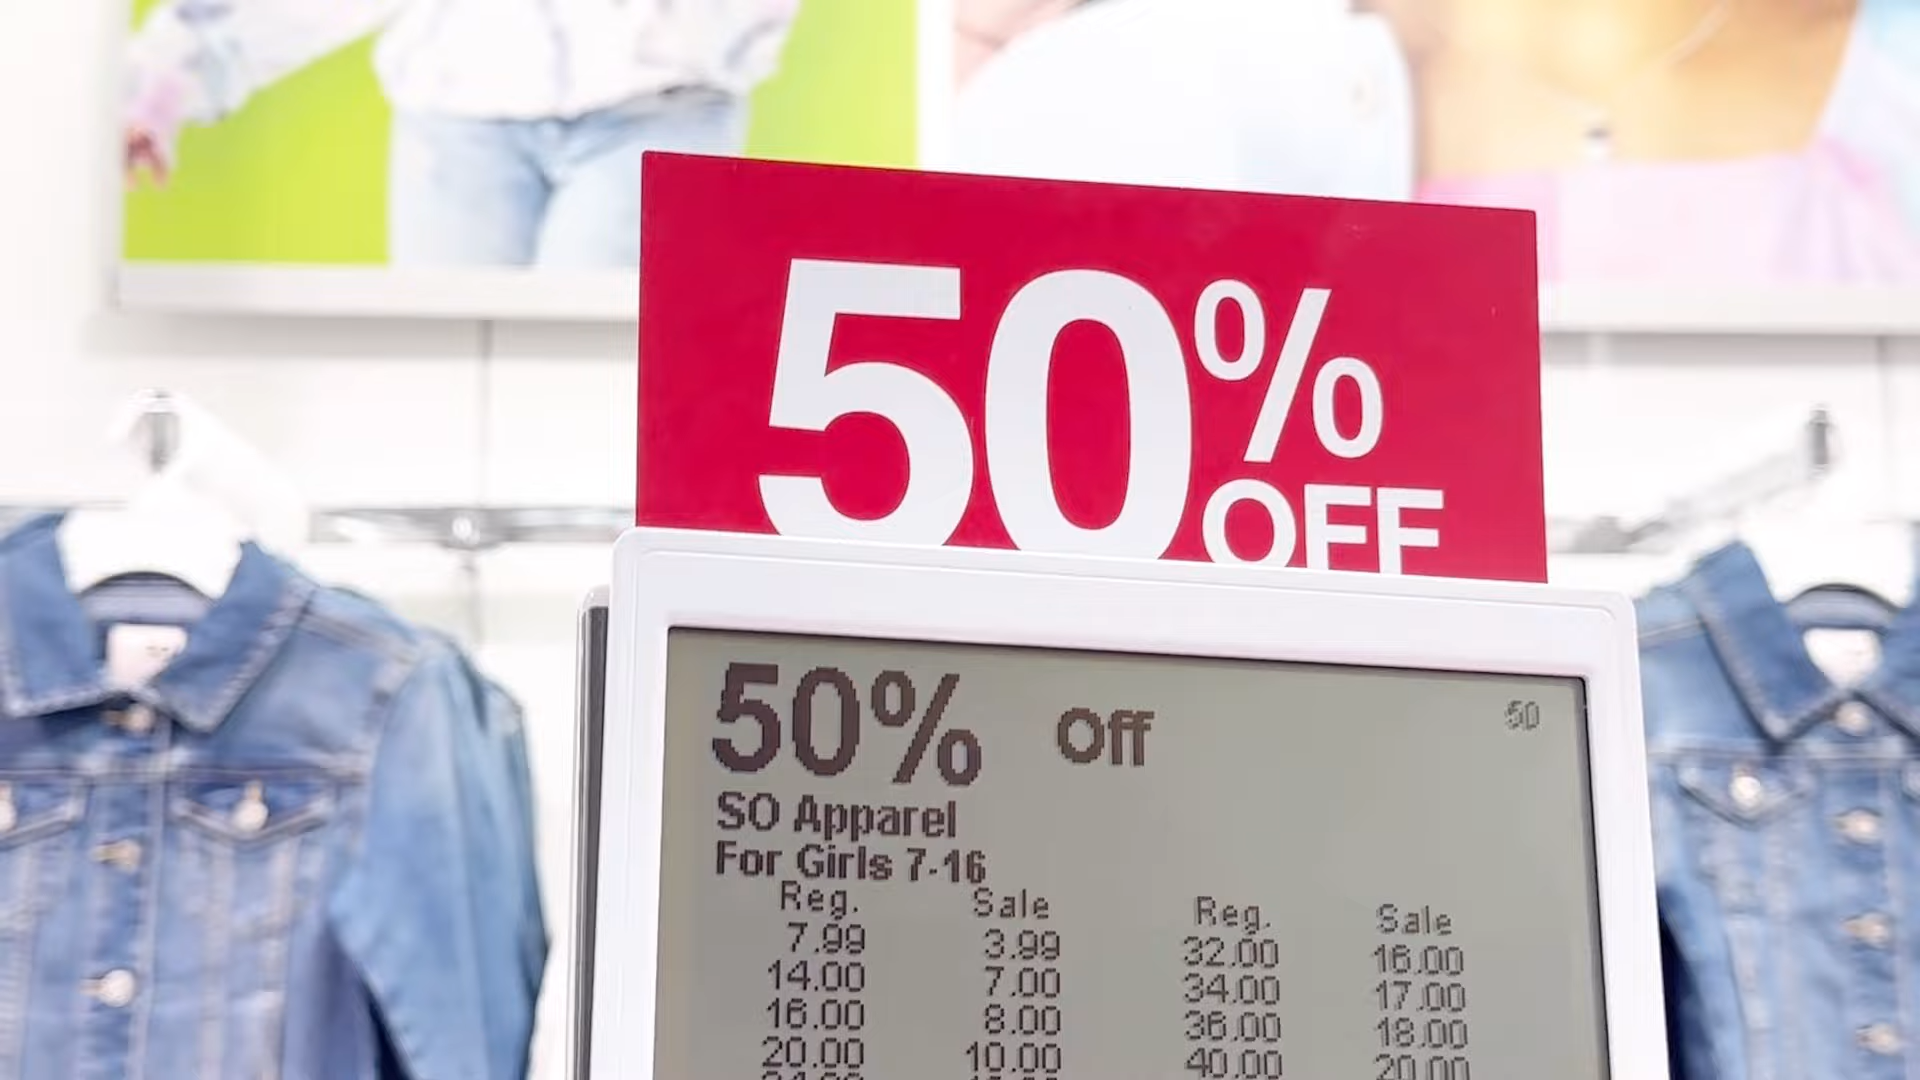 50%
OFF
50% Off
50
SO Apparel
For Girls 7-16
Reg. Sale Reg. Sale
7.99 3.99 32.00 16.00
14.00 7.00 34.00 17.00
16.00 8.00 36.00 18.00
20.00 10.00 40.00 20.00